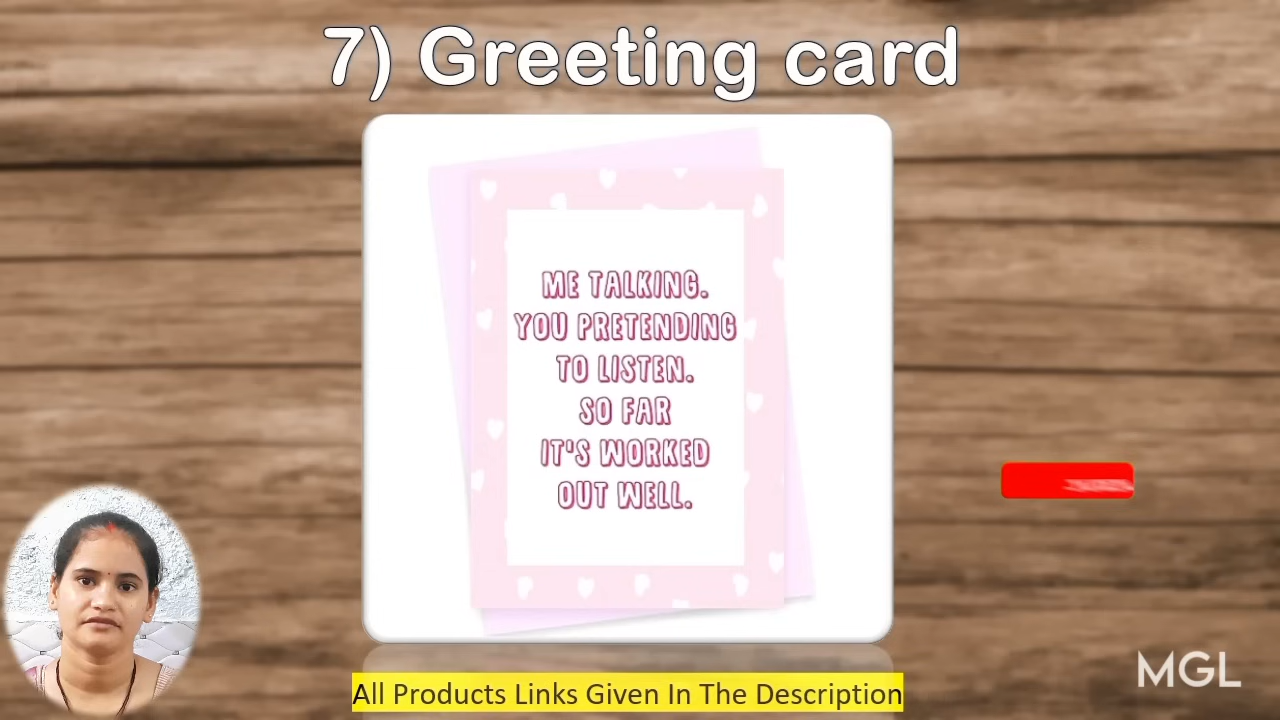 7) Greeting card
ME TALKING.
YOU PRETENDING
TO LISTEN.
SO FAR
IT'S WORKED
OUT WELL.
All Products Links Given In The Description
MGL